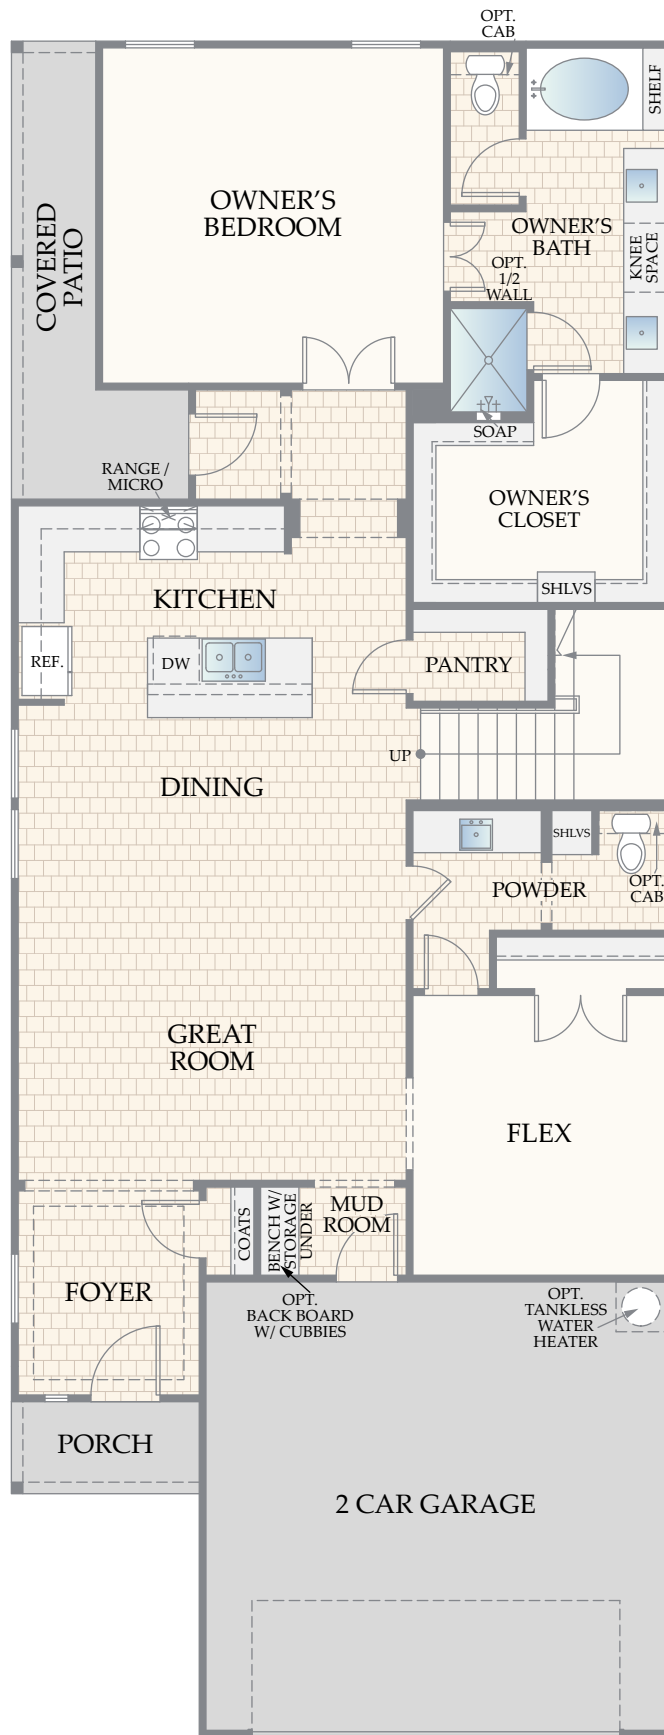 OPT.
CAB
SHELF
OWNER'S
BEDROOM
COVERED
PATIO
OWNER'S
BATH
KNEE
SPACE
OPT.
1/2
WALL
SOAP
RANGE /
MICRO
OWNER'S
CLOSET
SHLVS
KITCHEN
REF.
DW
PANTRY
UP
DINING
SHLVS
POWDER
OPT.
CAB
GREAT
ROOM
FLEX
COATS
BENCH W/
STORAGE
UNDER
MUD
ROOM
FOYER
OPT.
BACK BOARD
W/ CUBBIES
OPT.
TANKLESS
WATER
HEATER
PORCH
2 CAR GARAGE